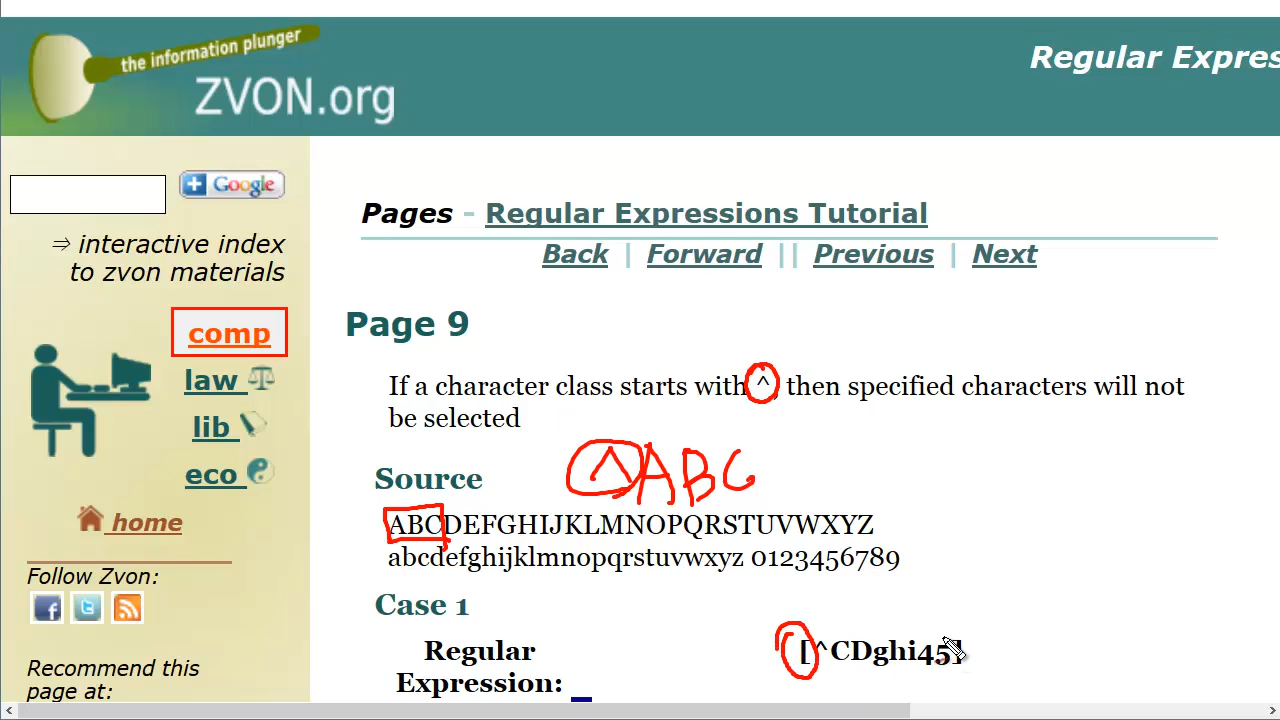 the information plunger
ZVON.org
Regular Expres
Google
⇒ interactive index
to zvon materials
comp
law
lib
eco
home
Follow Zvon:
Recommend this
page at:
Pages - Regular Expressions Tutorial
Back | Forward || Previous | Next
Page 9
If a character class starts with ^, then specified characters will not
be selected
^ABC
Source
ABCDEFGHIJKLMNOPQRSTUVWXYZ
abcdefghijklmnopqrstuvwxyz 0123456789
Case 1
Regular
Expression:
[^CDghi45]